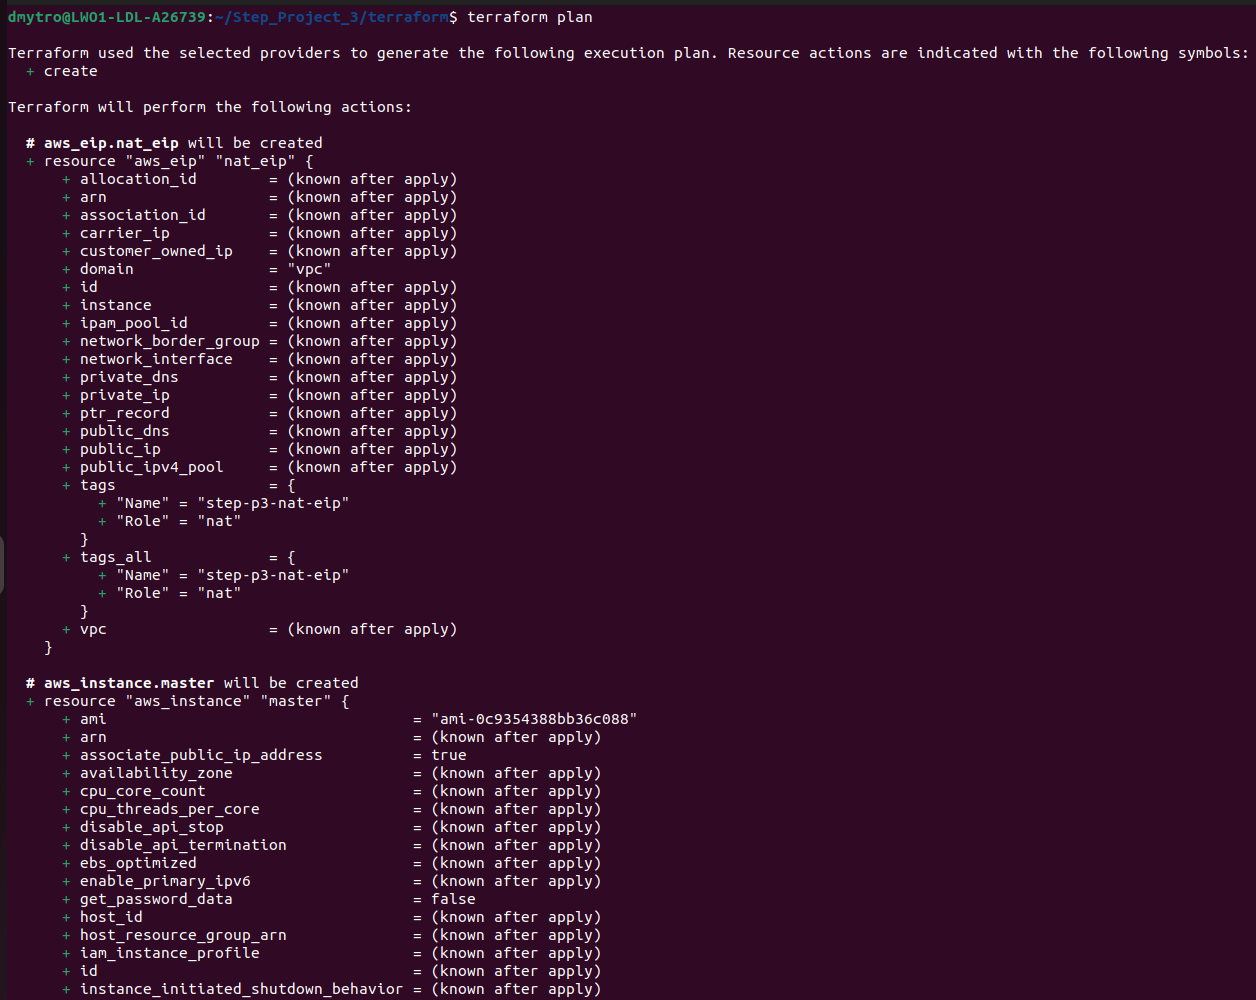 dmytro@LWO1-LDL-A26739:~/Step_Project_3/terraform$ terraform plan
Terraform used the selected providers to generate the following execution plan. Resource actions are indicated with the following symbols:
  + create
Terraform will perform the following actions:
  # aws_eip.nat_eip will be created
  + resource "aws_eip" "nat_eip" {
      + allocation_id        = (known after apply)
      + arn                  = (known after apply)
      + association_id       = (known after apply)
      + carrier_ip           = (known after apply)
      + customer_owned_ip    = (known after apply)
      + domain               = "vpc"
      + id                   = (known after apply)
      + instance             = (known after apply)
      + ipam_pool_id         = (known after apply)
      + network_border_group = (known after apply)
      + network_interface    = (known after apply)
      + private_dns          = (known after apply)
      + private_ip           = (known after apply)
      + ptr_record           = (known after apply)
      + public_dns           = (known after apply)
      + public_ip            = (known after apply)
      + public_ipv4_pool     = (known after apply)
      + tags                 = {
          + "Name" = "step-p3-nat-eip"
          + "Role" = "nat"
        }
      + tags_all             = {
          + "Name" = "step-p3-nat-eip"
          + "Role" = "nat"
        }
      + vpc                  = (known after apply)
    }
  # aws_instance.master will be created
  + resource "aws_instance" "master" {
      + ami                                  = "ami-0c9354388bb36c088"
      + arn                                  = (known after apply)
      + associate_public_ip_address          = true
      + availability_zone                    = (known after apply)
      + cpu_core_count                       = (known after apply)
      + cpu_threads_per_core                 = (known after apply)
      + disable_api_stop                     = (known after apply)
      + disable_api_termination              = (known after apply)
      + ebs_optimized                        = (known after apply)
      + enable_primary_ipv6                  = (known after apply)
      + get_password_data                    = false
      + host_id                              = (known after apply)
      + host_resource_group_arn              = (known after apply)
      + iam_instance_profile                 = (known after apply)
      + id                                   = (known after apply)
      + instance_initiated_shutdown_behavior = (known after apply)